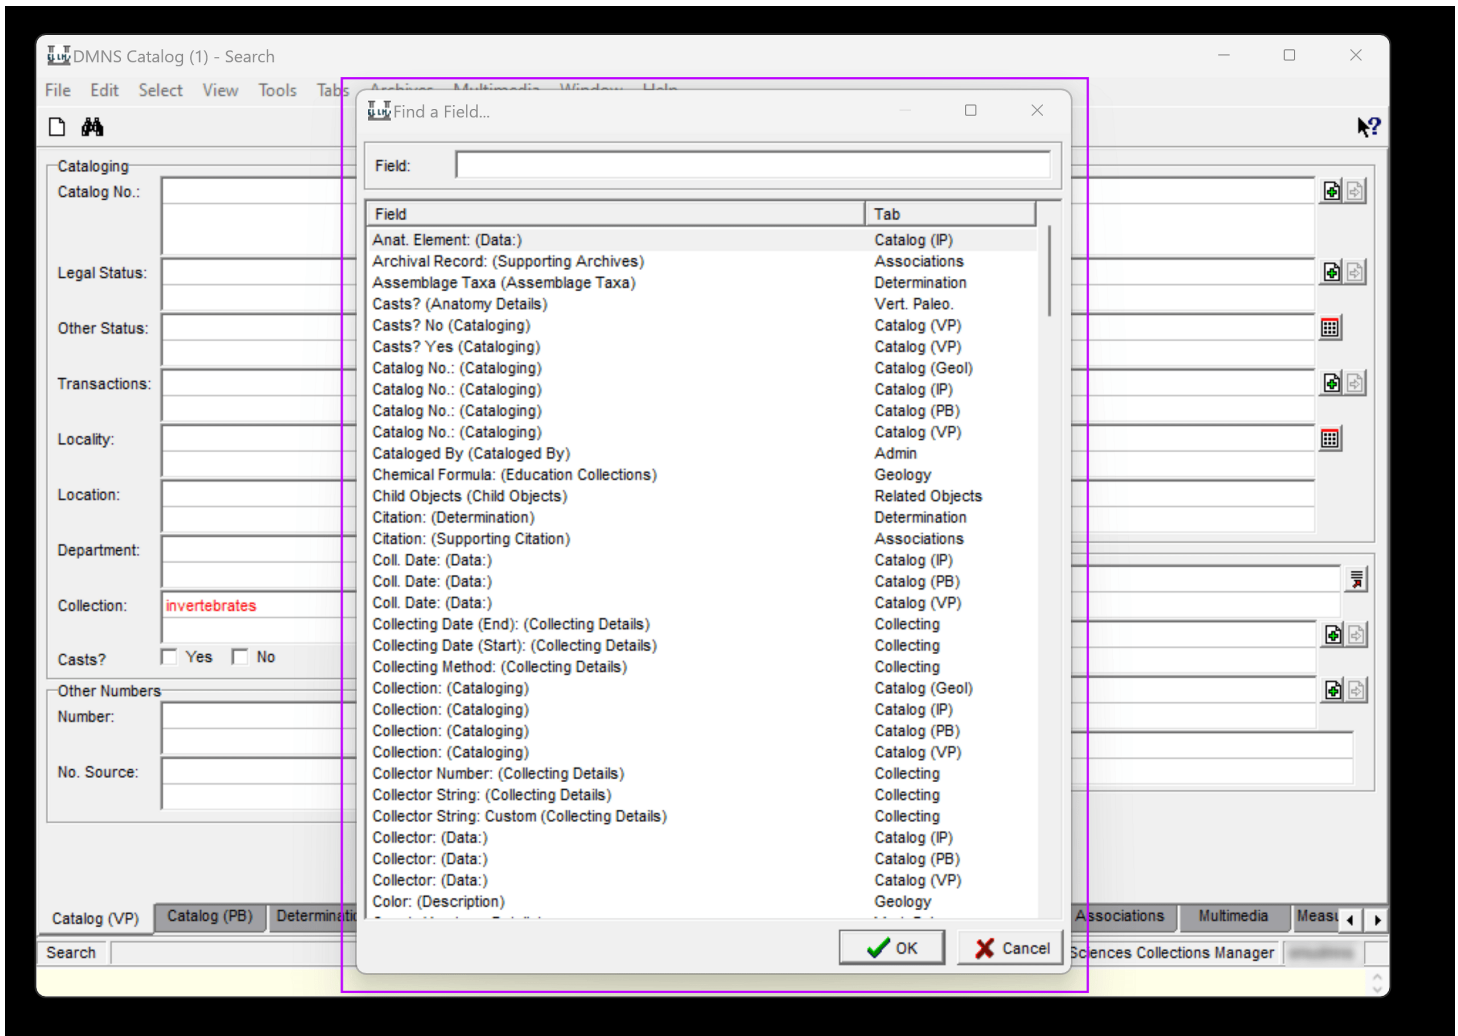 DMNS Catalog (1) - Search
File Edit Select View Tools Tabs Archives Multimedia Window Help
Find a Field...
Cataloging
Field:
Catalog No.:
Field Tab
Anat. Element: (Data:) Catalog (IP)
Archival Record: (Supporting Archives) Associations
Legal Status:
Assemblage Taxa (Assemblage Taxa) Determination
Casts? (Anatomy Details) Vert. Paleo.
Other Status:
Casts? No (Cataloging) Catalog (VP)
Casts? Yes (Cataloging) Catalog (VP)
Catalog No.: (Cataloging) Catalog (Geol)
Transactions:
Catalog No.: (Cataloging) Catalog (IP)
Catalog No.: (Cataloging) Catalog (PB)
Catalog No.: (Cataloging) Catalog (VP)
Locality:
Cataloged By (Cataloged By) Admin
Chemical Formula: (Education Collections) Geology
Location:
Child Objects (Child Objects) Related Objects
Citation: (Determination) Determination
Citation: (Supporting Citation) Associations
Department:
Coll. Date: (Data:) Catalog (IP)
Coll. Date: (Data:) Catalog (PB)
Coll. Date: (Data:) Catalog (VP)
Collection: invertebrates
Collecting Date (End): (Collecting Details) Collecting
Collecting Date (Start): (Collecting Details) Collecting
Casts? Yes No
Collecting Method: (Collecting Details) Collecting
Collection: (Cataloging) Catalog (Geol)
Other Numbers
Collection: (Cataloging) Catalog (IP)
Number:
Collection: (Cataloging) Catalog (PB)
Collection: (Cataloging) Catalog (VP)
No. Source:
Collector Number: (Collecting Details) Collecting
Collector String: (Collecting Details) Collecting
Collector String: Custom (Collecting Details) Collecting
Collector: (Data:) Catalog (IP)
Collector: (Data:) Catalog (PB)
Collector: (Data:) Catalog (VP)
Color: (Description) Geology
Catalog (VP) Catalog (PB) Determinatio Associations Multimedia Measu
OK Cancel
Search Sciences Collections Manager